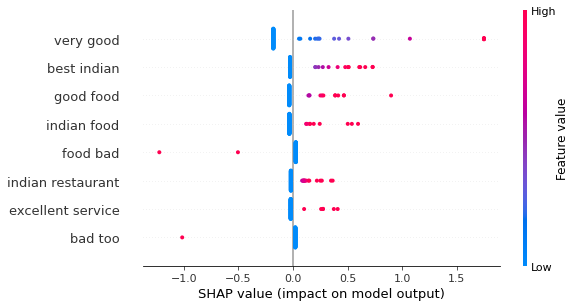 High
very good
best indian
good food
indian food
food bad
indian restaurant
excellent service
bad too
Feature value
Low
−1.0 −0.5 0.0 0.5 1.0 1.5
SHAP value (impact on model output)